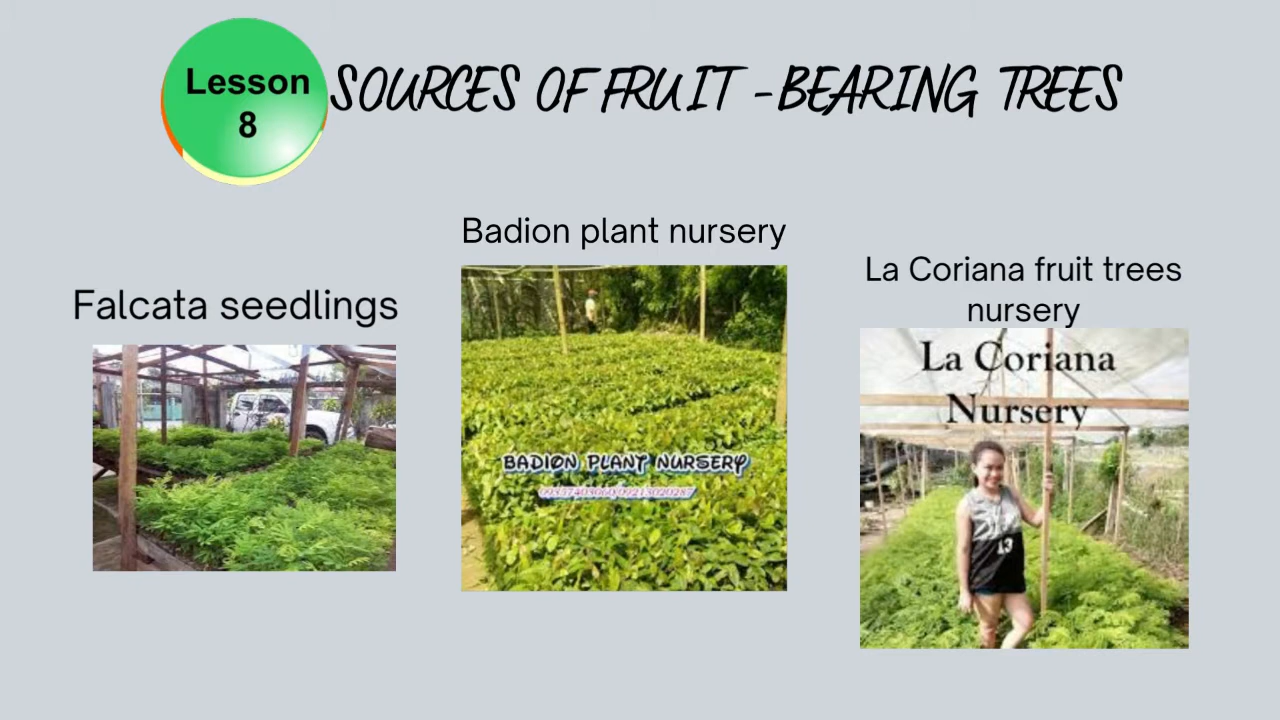 Lesson
8
SOURCES OF FRUIT -BEARING TREES
Badion plant nursery
La Coriana fruit trees
nursery
Falcata seedlings
La Coriana
Nursery
BADION PLANT NURSERY
13